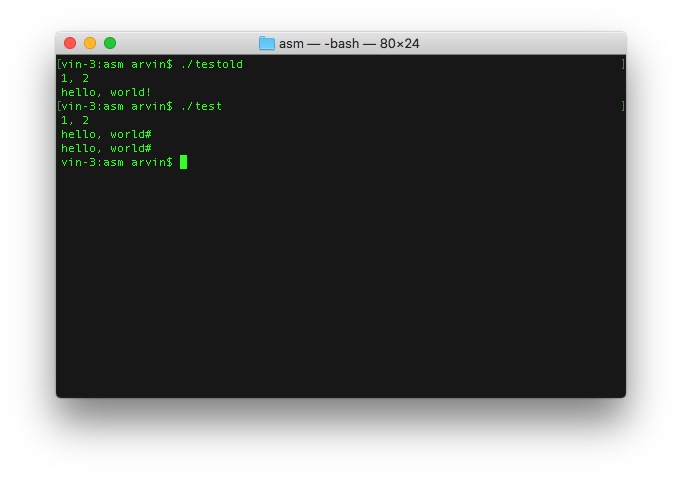 asm — -bash — 80×24
[vin-3:asm arvin$ ./testold ]
1, 2
hello, world!
[vin-3:asm arvin$ ./test ]
1, 2
hello, world#
hello, world#
vin-3:asm arvin$